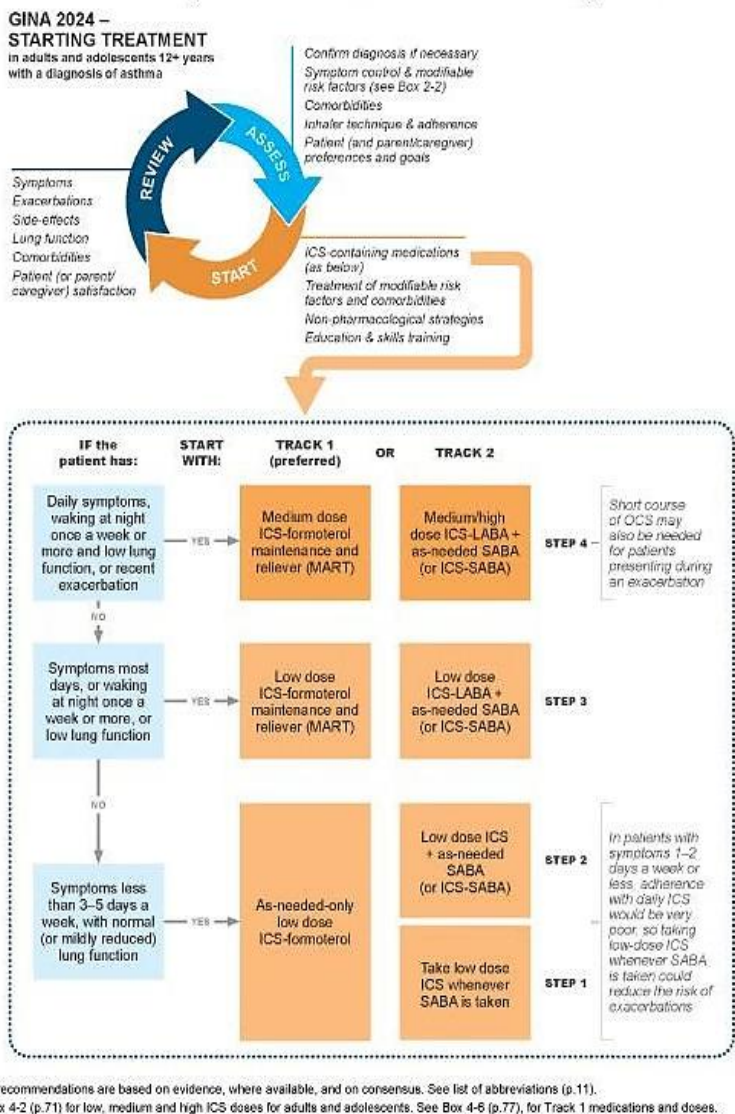 GINA 2024 –
STARTING TREATMENT
in adults and adolescents 12+ years
with a diagnosis of asthma
Confirm diagnosis if necessary
Symptom control & modifiable
risk factors (see Box 2-2)
Comorbidities
Inhaler technique & adherence
Patient (and parent/caregiver)
preferences and goals
REVIEW
ASSESS
START
Symptoms
Exacerbations
Side-effects
Lung function
Comorbidities
Patient (or parent/
caregiver) satisfaction
ICS-containing medications
(as below)
Treatment of modifiable risk
factors and comorbidities
Non-pharmacological strategies
Education & skills training
IF the
patient has:
START
WITH:
TRACK 1
(preferred)
OR
TRACK 2
Daily symptoms,
waking at night
once a week or
more and low lung
function, or recent
exacerbation
YES
Medium dose
ICS-formoterol
maintenance and
reliever (MART)
Medium/high
dose ICS-LABA +
as-needed SABA
(or ICS-SABA)
STEP 4
Short course
of OCS may
also be needed
for patients
presenting during
an exacerbation
NO
Symptoms most
days, or waking
at night once a
week or more, or
low lung function
YES
Low dose
ICS-formoterol
maintenance and
reliever (MART)
Low dose
ICS-LABA +
as-needed SABA
(or ICS-SABA)
STEP 3
NO
Symptoms less
than 3–5 days a
week, with normal
(or mildly reduced)
lung function
YES
As-needed-only
low dose
ICS-formoterol
Low dose ICS
+ as-needed
SABA
(or ICS-SABA)
STEP 2
Take low dose
ICS whenever
SABA is taken
STEP 1
In patients with
symptoms 1–2
days a week or
less, adherence
with daily ICS
would be very
poor, so taking
low-dose ICS
whenever SABA
is taken could
reduce the risk of
exacerbations
recommendations are based on evidence, where available, and on consensus. See list of abbreviations (p.11).
x 4-2 (p.71) for low, medium and high ICS doses for adults and adolescents. See Box 4-6 (p.77), for Track 1 medications and doses.